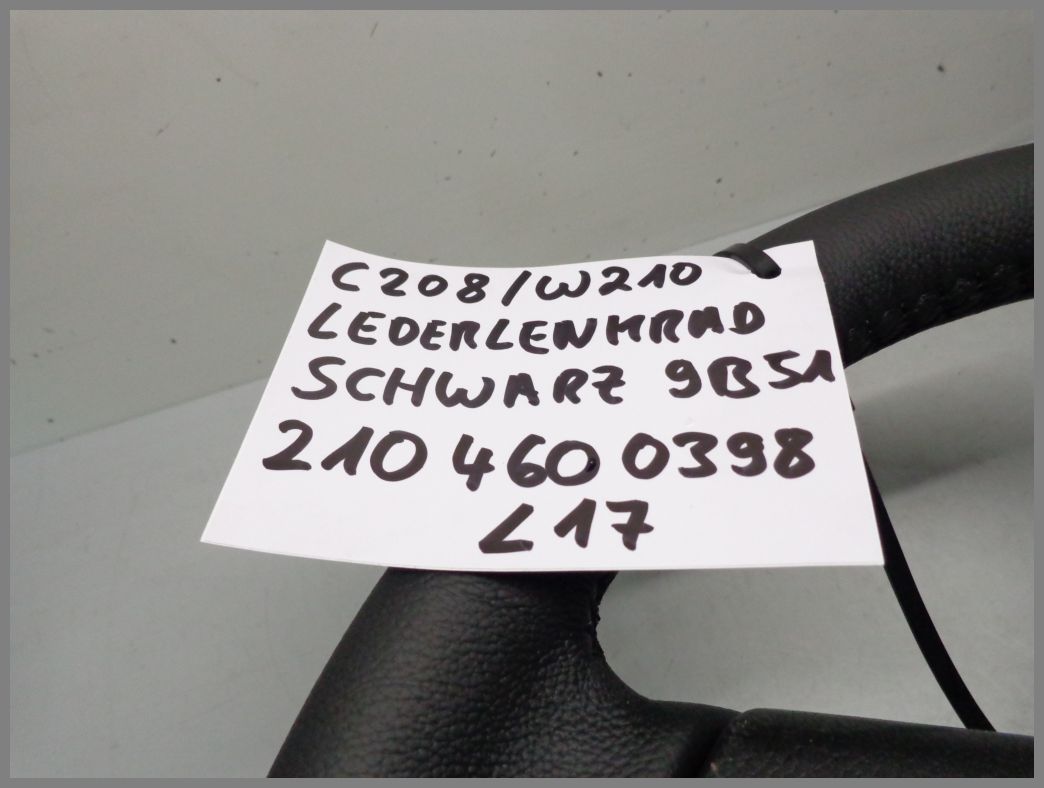 C208/W210
LEDERLENKRAD
SCHWARZ 9B51
210 460 0398
L17